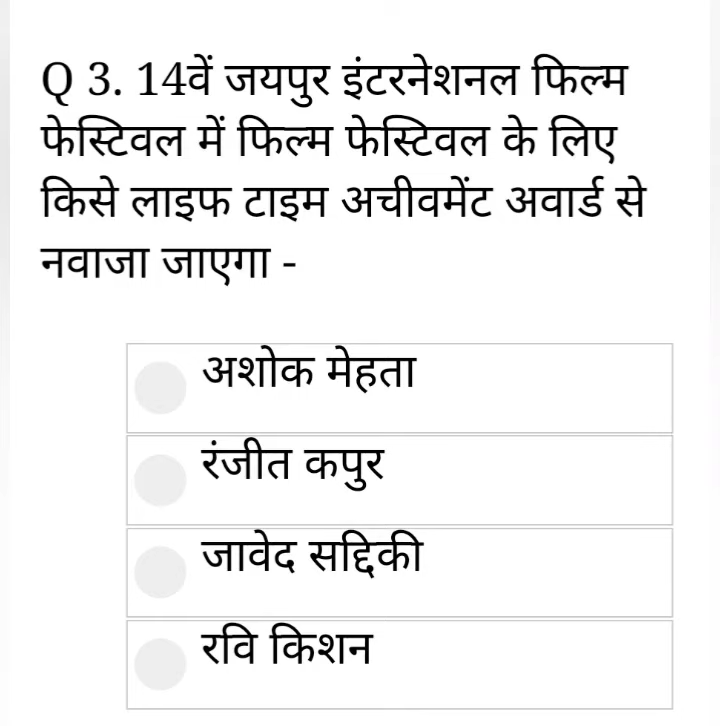 Q 3. 14वें जयपुर इंटरनेशनल फिल्म
फेस्टिवल में फिल्म फेस्टिवल के लिए
किसे लाइफ टाइम अचीवमेंट अवार्ड से
नवाजा जाएगा -
अशोक मेहता
रंजीत कपुर
जावेद सद्दिकी
रवि किशन